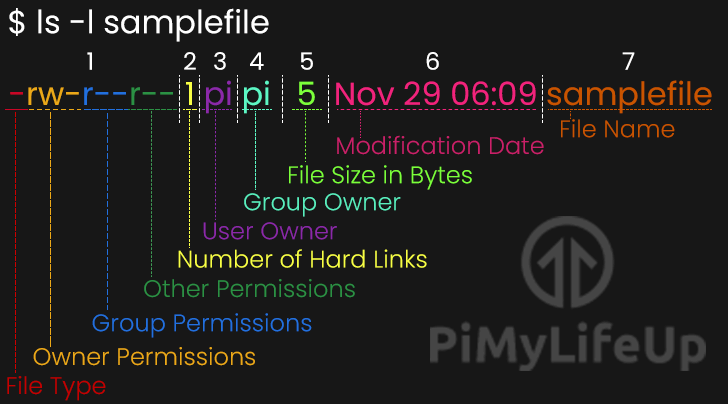 $ ls -l samplefile
1 2 3 4 5 6 7
-rw-r--r-- 1 pi pi 5 Nov 29 06:09 samplefile
File Name
Modification Date
File Size in Bytes
Group Owner
User Owner
Number of Hard Links
Other Permissions
Group Permissions
Owner Permissions
File Type
PiMyLifeUp